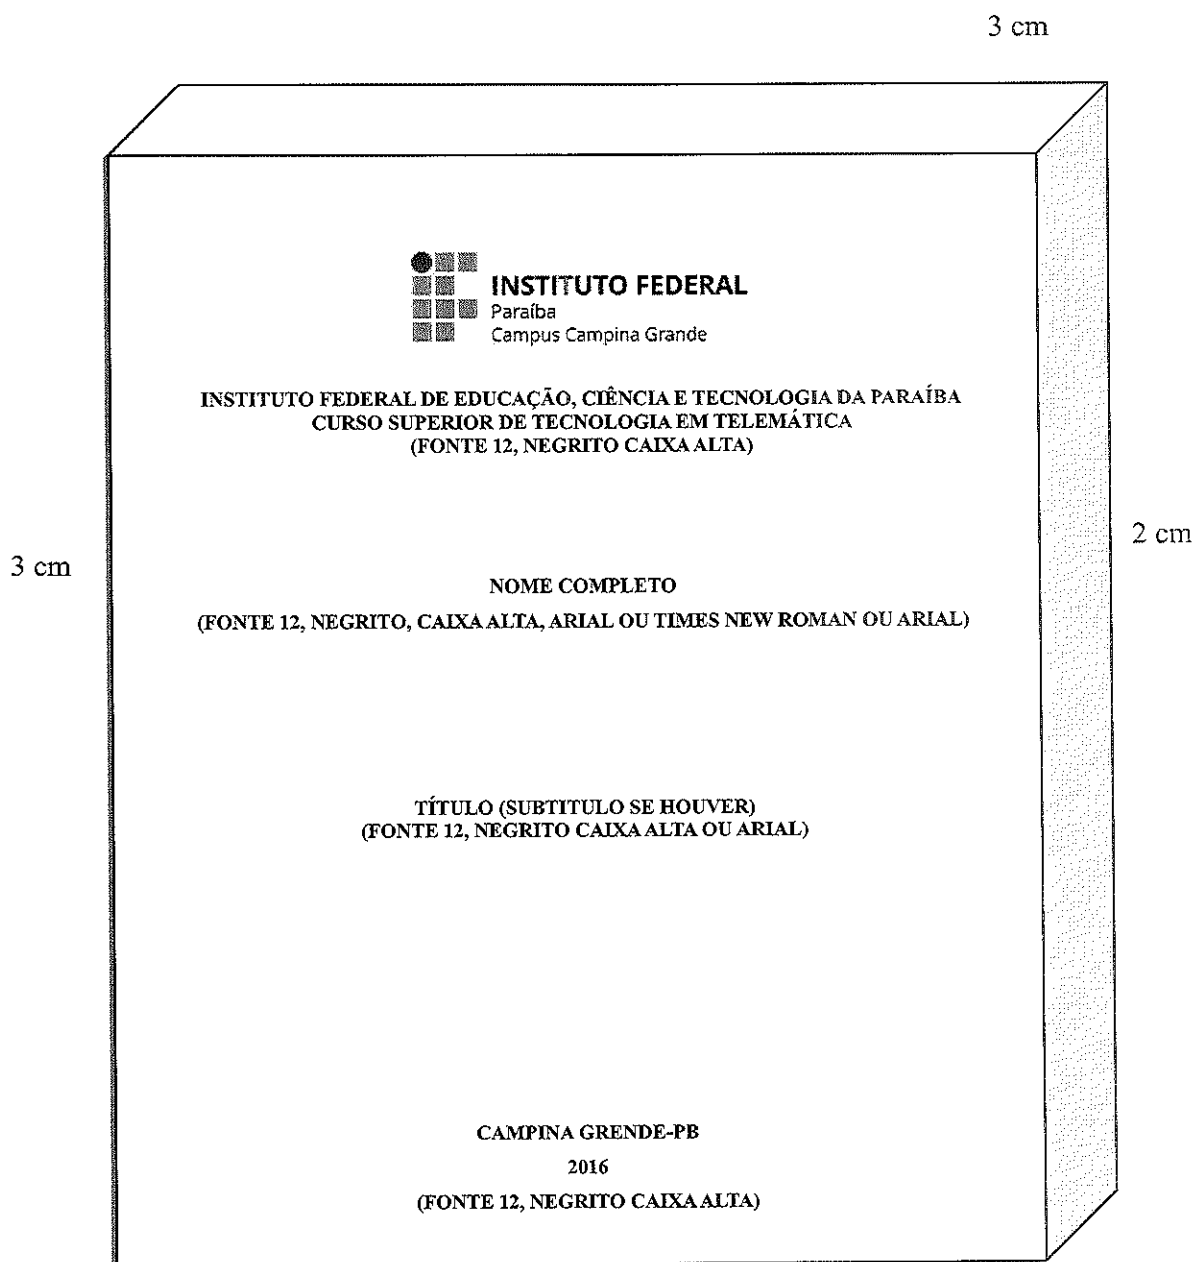 3 cm
INSTITUTO FEDERAL
Paraíba
Campus Campina Grande
INSTITUTO FEDERAL DE EDUCAÇÃO, CIÊNCIA E TECNOLOGIA DA PARAÍBA
CURSO SUPERIOR DE TECNOLOGIA EM TELEMÁTICA
(FONTE 12, NEGRITO CAIXA ALTA)
2 cm
3 cm
NOME COMPLETO
(FONTE 12, NEGRITO, CAIXA ALTA, ARIAL OU TIMES NEW ROMAN OU ARIAL)
TÍTULO (SUBTITULO SE HOUVER)
(FONTE 12, NEGRITO CAIXA ALTA OU ARIAL)
CAMPINA GRENDE-PB
2016
(FONTE 12, NEGRITO CAIXA ALTA)